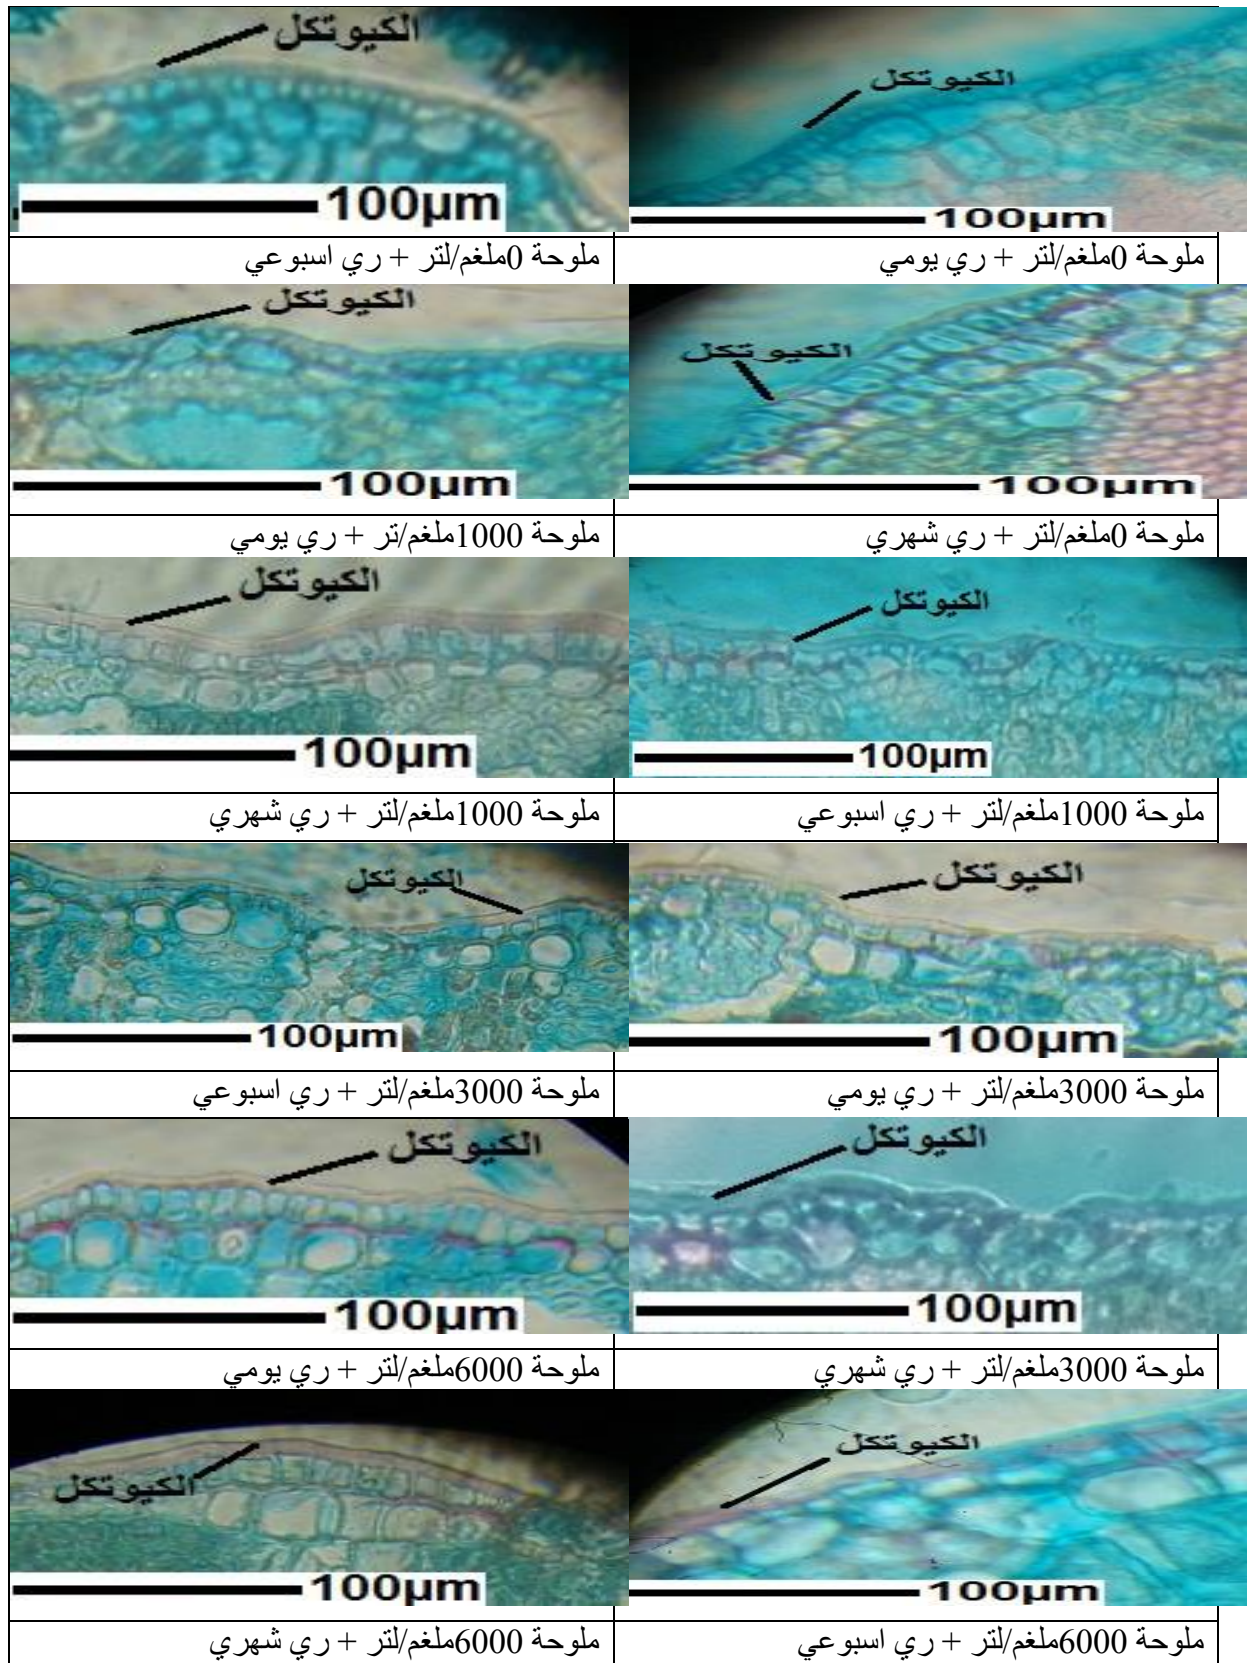 الكيوتكل
100µm
الكيوتكل
100µm
ملوحة 0ملغم/لتر + ري يومي
ملوحة 0ملغم/لتر + ري اسبوعي
الكيوتكل
100µm
الكيوتكل
100µm
ملوحة 0ملغم/لتر + ري شهري
ملوحة 1000ملغم/تر + ري يومي
الكيوتكل
100µm
الكيوتكل
100µm
ملوحة 1000ملغم/لتر + ري اسبوعي
ملوحة 1000ملغم/لتر + ري شهري
الكيوتكل
100µm
الكيوتكل
100µm
ملوحة 3000ملغم/لتر + ري يومي
ملوحة 3000ملغم/لتر + ري اسبوعي
الكيوتكل
100µm
الكيوتكل
100µm
ملوحة 3000ملغم/لتر + ري شهري
ملوحة 6000ملغم/لتر + ري يومي
الكيوتكل
100µm
الكيوتكل
100µm
ملوحة 6000ملغم/لتر + ري اسبوعي
ملوحة 6000ملغم/لتر + ري شهري